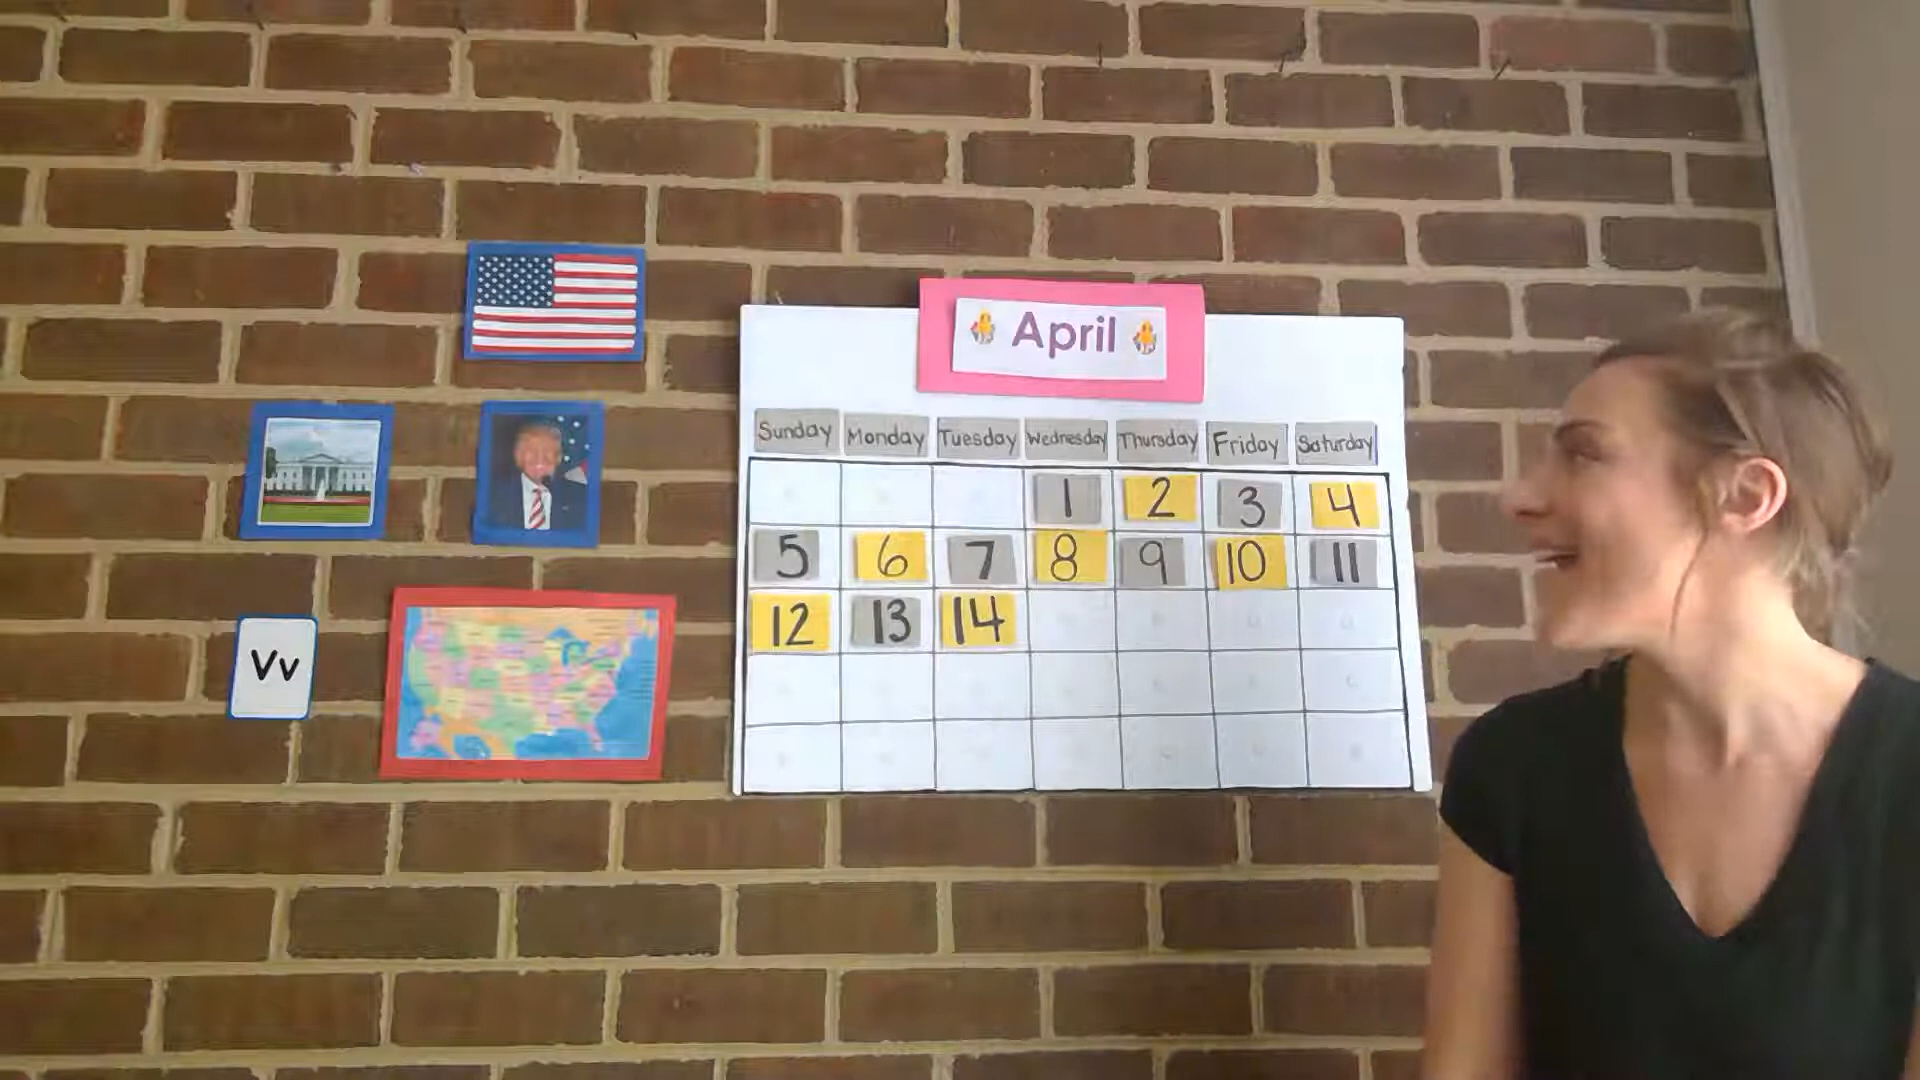 April
Sunday Monday Tuesday Wednesday Thursday Friday Saturday
1 2 3 4
5 6 7 8 9 10 11
12 13 14
Vv